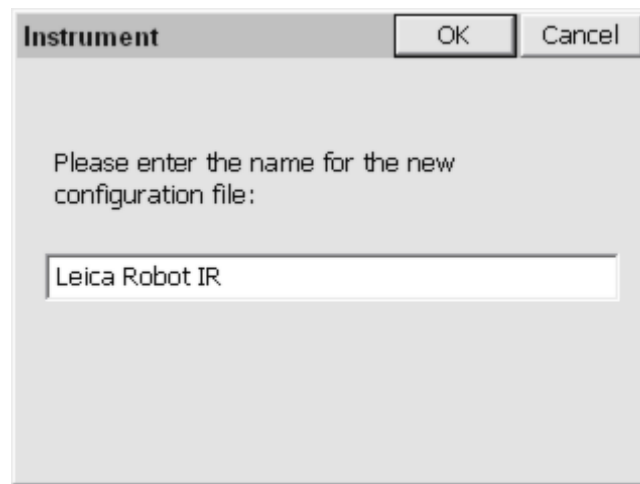 Instrument OK Cancel
Please enter the name for the new
configuration file:
Leica Robot IR